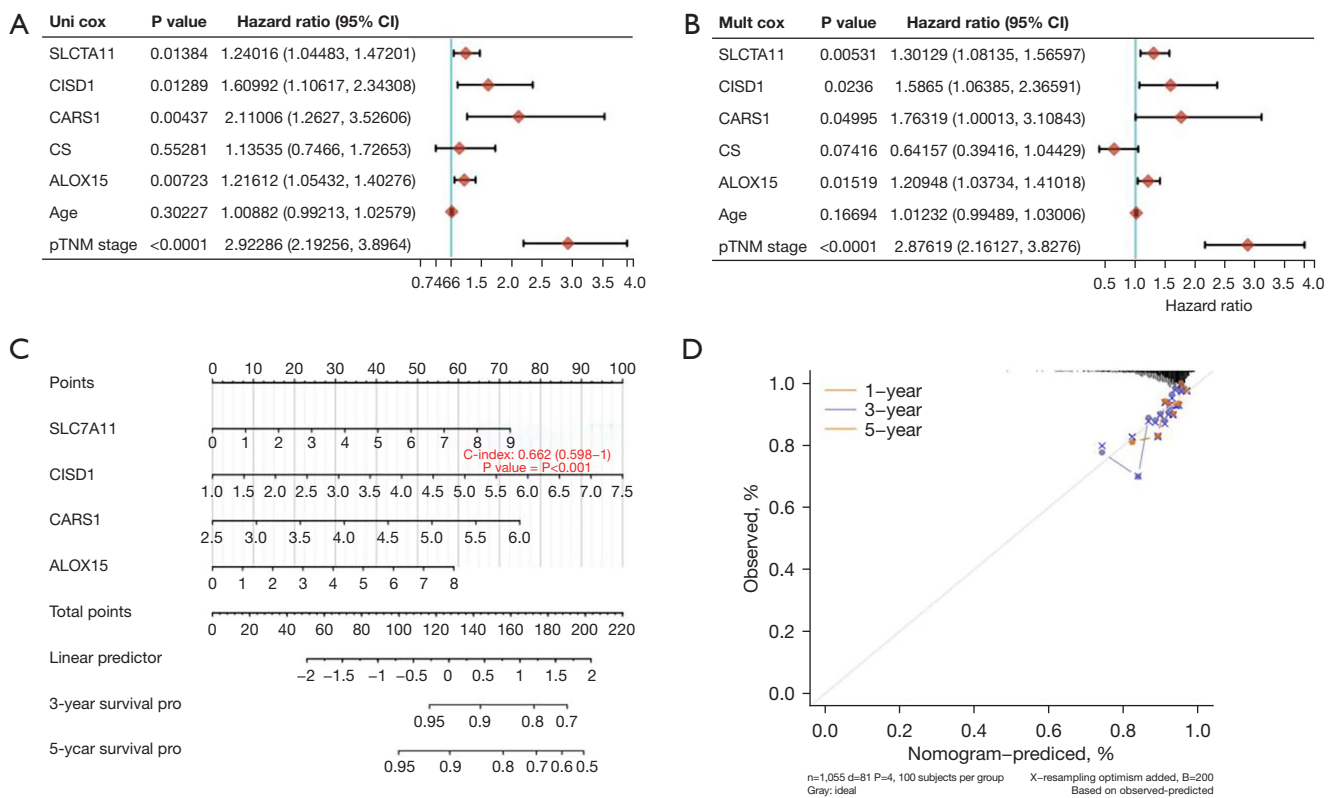 A
Uni cox P value Hazard ratio (95% CI)
SLCTA11 0.01384 1.24016 (1.04483, 1.47201)
CISD1 0.01289 1.60992 (1.10617, 2.34308)
CARS1 0.00437 2.11006 (1.2627, 3.52606)
CS 0.55281 1.13535 (0.7466, 1.72653)
ALOX15 0.00723 1.21612 (1.05432, 1.40276)
Age 0.30227 1.00882 (0.99213, 1.02579)
pTNM stage <0.0001 2.92286 (2.19256, 3.8964)
0.7466 1.5 2.0 2.5 3.0 3.5 4.0
B
Mult cox P value Hazard ratio (95% CI)
SLCTA11 0.00531 1.30129 (1.08135, 1.56597)
CISD1 0.0236 1.5865 (1.06385, 2.36591)
CARS1 0.04995 1.76319 (1.00013, 3.10843)
CS 0.07416 0.64157 (0.39416, 1.04429)
ALOX15 0.01519 1.20948 (1.03734, 1.41018)
Age 0.16694 1.01232 (0.99489, 1.03006)
pTNM stage <0.0001 2.87619 (2.16127, 3.8276)
0.5 1.0 1.5 2.0 2.5 3.0 3.5 4.0
Hazard ratio
C
0 10 20 30 40 50 60 70 80 90 100
Points
SLC7A11
0 1 2 3 4 5 6 7 8 9
C-index: 0.662 (0.598−1)
P value = P<0.001
CISD1
1.0 1.5 2.0 2.5 3.0 3.5 4.0 4.5 5.0 5.5 6.0 6.5 7.0 7.5
CARS1
2.5 3.0 3.5 4.0 4.5 5.0 5.5 6.0
ALOX15
0 1 2 3 4 5 6 7 8
Total points
0 20 40 60 80 100 120 140 160 180 200 220
Linear predictor
−2 −1.5 −1 −0.5 0 0.5 1 1.5 2
3-year survival pro
0.95 0.9 0.8 0.7
5-ycar survival pro
0.95 0.9 0.8 0.7 0.6 0.5
D
1−year
3−year
5−year
Observed, %
1.0
0.8
0.6
0.4
0.2
0.0
0.0 0.2 0.4 0.6 0.8 1.0
Nomogram−prediced, %
n=1,055 d=81 P=4, 100 subjects per group
Gray: ideal
X−resampling optimism added, B=200
Based on observed-predicted